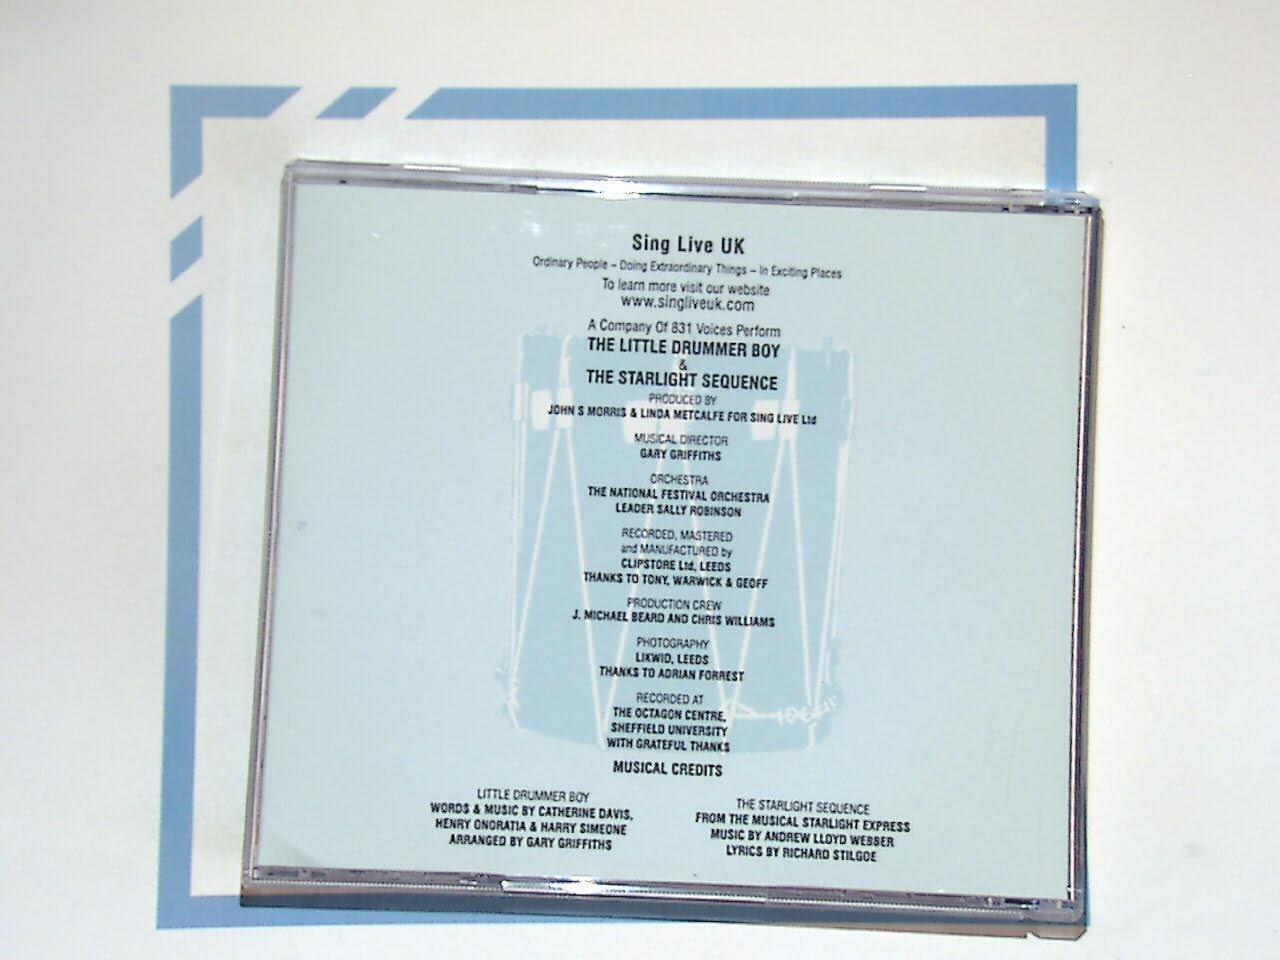 Sing Live UK
Ordinary People – Doing Extraordinary Things – In Exciting Places
To learn more visit our website
www.singliveuk.com
A Company Of 831 Voices Perform
THE LITTLE DRUMMER BOY
&
THE STARLIGHT SEQUENCE
PRODUCED BY
JOHN S MORRIS & LINDA METCALFE FOR SING LIVE Ltd
MUSICAL DIRECTOR
GARY GRIFFITHS
ORCHESTRA
THE NATIONAL FESTIVAL ORCHESTRA
LEADER SALLY ROBINSON
RECORDED, MASTERED
and MANUFACTURED by
CLIPSTORE Ltd, LEEDS
THANKS TO TONY, WARWICK & GEOFF
PRODUCTION CREW
J. MICHAEL BEARD AND CHRIS WILLIAMS
PHOTOGRAPHY
LIKWID, LEEDS
THANKS TO ADRIAN FORREST
RECORDED AT
THE OCTAGON CENTRE,
SHEFFIELD UNIVERSITY
WITH GRATEFUL THANKS
MUSICAL CREDITS
LITTLE DRUMMER BOY
WORDS & MUSIC BY CATHERINE DAVIS,
HENRY ONORATIA & HARRY SIMEONE
ARRANGED BY GARY GRIFFITHS
THE STARLIGHT SEQUENCE
FROM THE MUSICAL STARLIGHT EXPRESS
MUSIC BY ANDREW LLOYD WEBBER
LYRICS BY RICHARD STILGOE